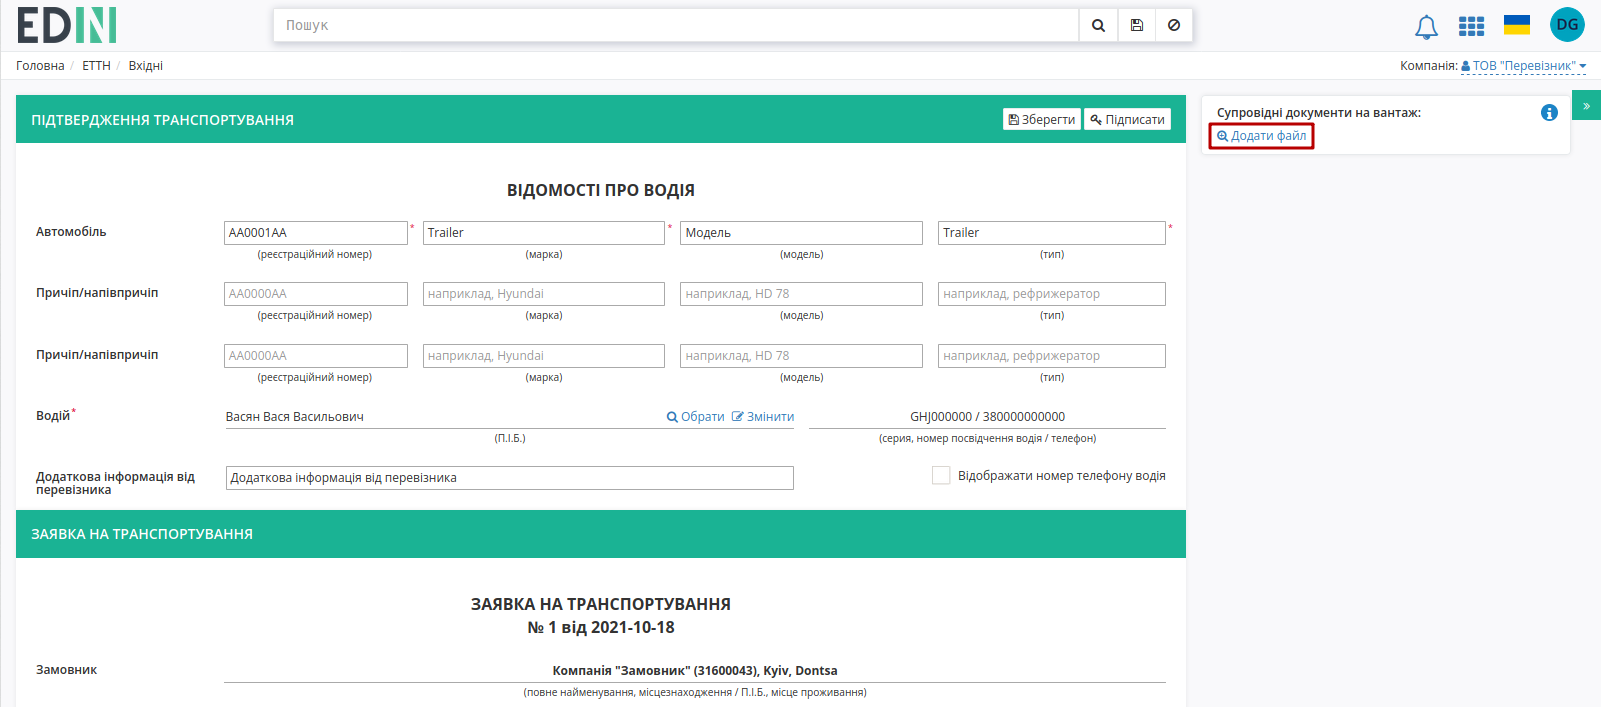 EDIN
Пошук
DG
Головна / ЕТТН / Вхідні
Компанія: ТОВ "Перевізник"
ПІДТВЕРДЖЕННЯ ТРАНСПОРТУВАННЯ
Зберегти Підписати
Супровідні документи на вантаж:
Додати файл
»
ВІДОМОСТІ ПРО ВОДІЯ
Автомобіль AA0001AA * Trailer * Модель Trailer *
(реєстраційний номер) (марка) (модель) (тип)
Причіп/напівпричіп AA0000AA наприклад, Hyundai наприклад, HD 78 наприклад, рефрижератор
(реєстраційний номер) (марка) (модель) (тип)
Причіп/напівпричіп AA0000AA наприклад, Hyundai наприклад, HD 78 наприклад, рефрижератор
(реєстраційний номер) (марка) (модель) (тип)
Водій* Васян Вася Васильович Обрати Змінити GHJ000000 / 380000000000
(П.І.Б.) (серия, номер посвідчення водія / телефон)
Додаткова інформація від перевізника Додаткова інформація від перевізника Відображати номер телефону водія
ЗАЯВКА НА ТРАНСПОРТУВАННЯ
ЗАЯВКА НА ТРАНСПОРТУВАННЯ
№ 1 від 2021-10-18
Замовник Компанія "Замовник" (31600043), Kyiv, Dontsa
(повне найменування, місцезнаходження / П.І.Б., місце проживання)